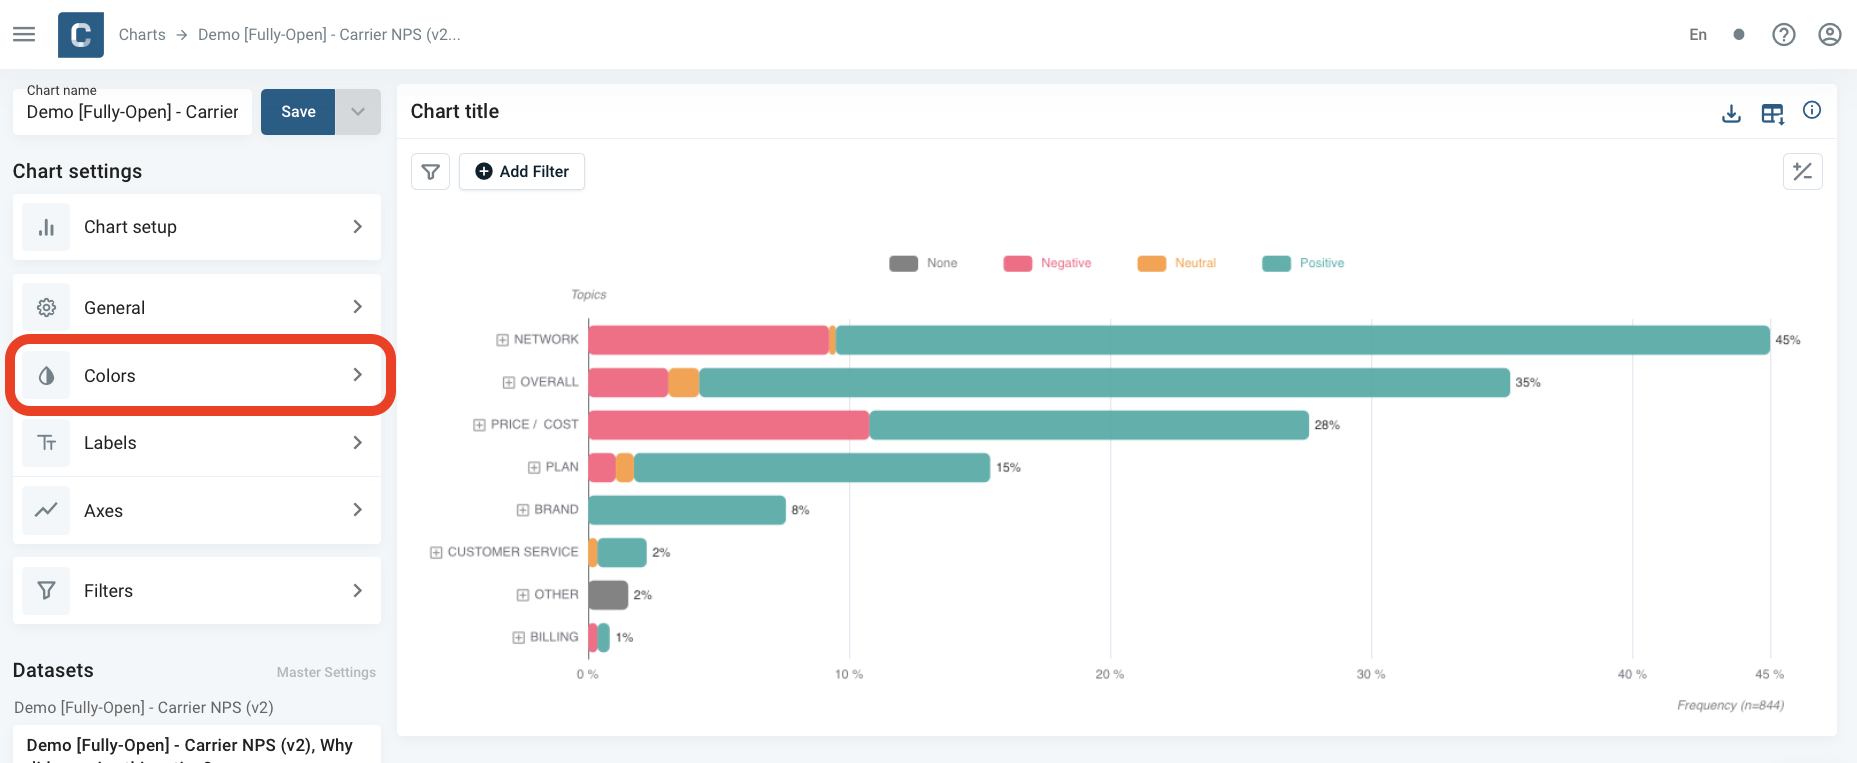 C
Charts → Demo [Fully-Open] - Carrier NPS (v2...
En
Chart name
Demo [Fully-Open] - Carrier
Save
Chart settings
Chart setup
General
Colors
Labels
Axes
Filters
Datasets
Master Settings
Demo [Fully-Open] - Carrier NPS (v2)
Demo [Fully-Open] - Carrier NPS (v2), Why
Chart title
Add Filter
None
Negative
Neutral
Positive
Topics
NETWORK 45%
OVERALL 35%
PRICE / COST 28%
PLAN 15%
BRAND 8%
CUSTOMER SERVICE 2%
OTHER 2%
BILLING 1%
0 % 10 % 20 % 30 % 40 % 45 %
Frequency (n=844)